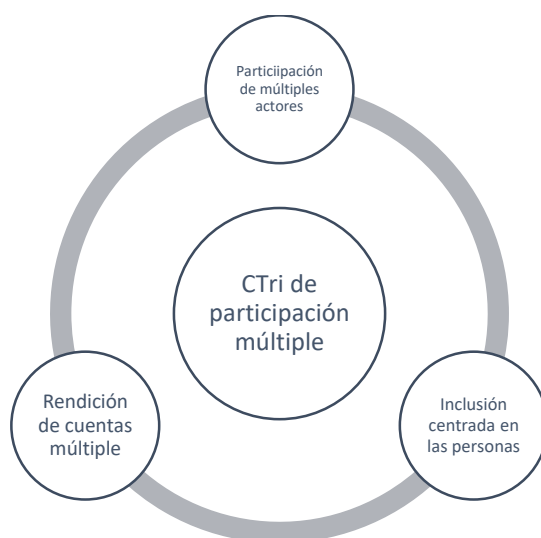 Particiipación
de múltiples
actores
CTri de
participación
múltiple
Rendición
de cuentas
múltiple
Inclusión
centrada en
las personas